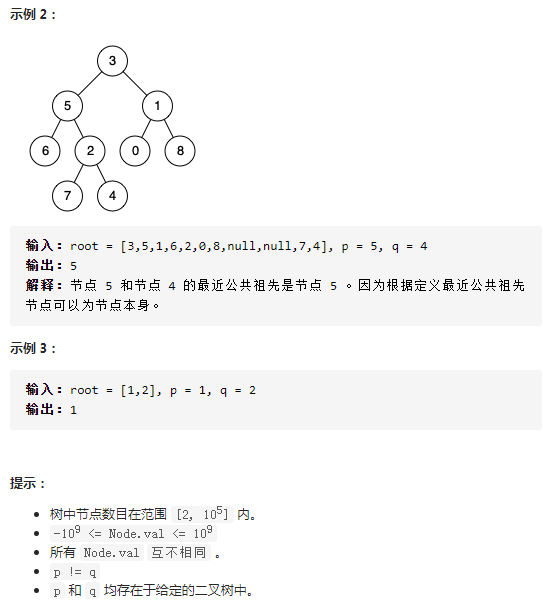 示例 2：
3
5 1
6 2 0 8
7 4
输入：root = [3,5,1,6,2,0,8,null,null,7,4], p = 5, q = 4
输出：5
解释：节点 5 和节点 4 的最近公共祖先是节点 5 。因为根据定义最近公共祖先
节点可以为节点本身。
示例 3：
输入：root = [1,2], p = 1, q = 2
输出：1
提示：
• 树中节点数目在范围 [2, 10⁵] 内。
• -10⁹ <= Node.val <= 10⁹
• 所有 Node.val 互不相同 。
• p != q
• p 和 q 均存在于给定的二叉树中。